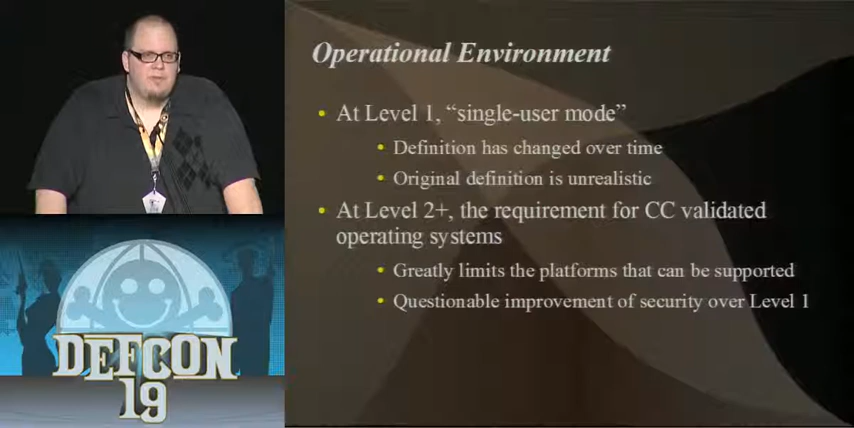 Operational Environment
• At Level 1, “single-user mode”
• Definition has changed over time
• Original definition is unrealistic
• At Level 2+, the requirement for CC validated
operating systems
• Greatly limits the platforms that can be supported
• Questionable improvement of security over Level 1
DEFCON
19